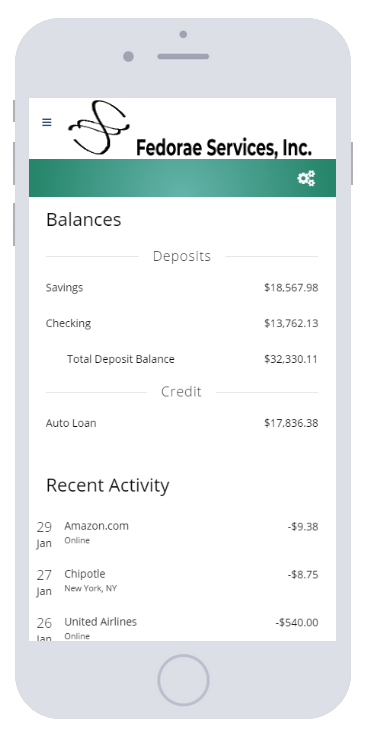 Fedorae Services, Inc.
Balances
Deposits
Savings $18,567.98
Checking $13,762.13
Total Deposit Balance $32,330.11
Credit
Auto Loan $17,836.38
Recent Activity
29 Amazon.com -$9.38
Jan Online
27 Chipotle -$8.75
Jan New York, NY
26 United Airlines -$540.00
Jan Online